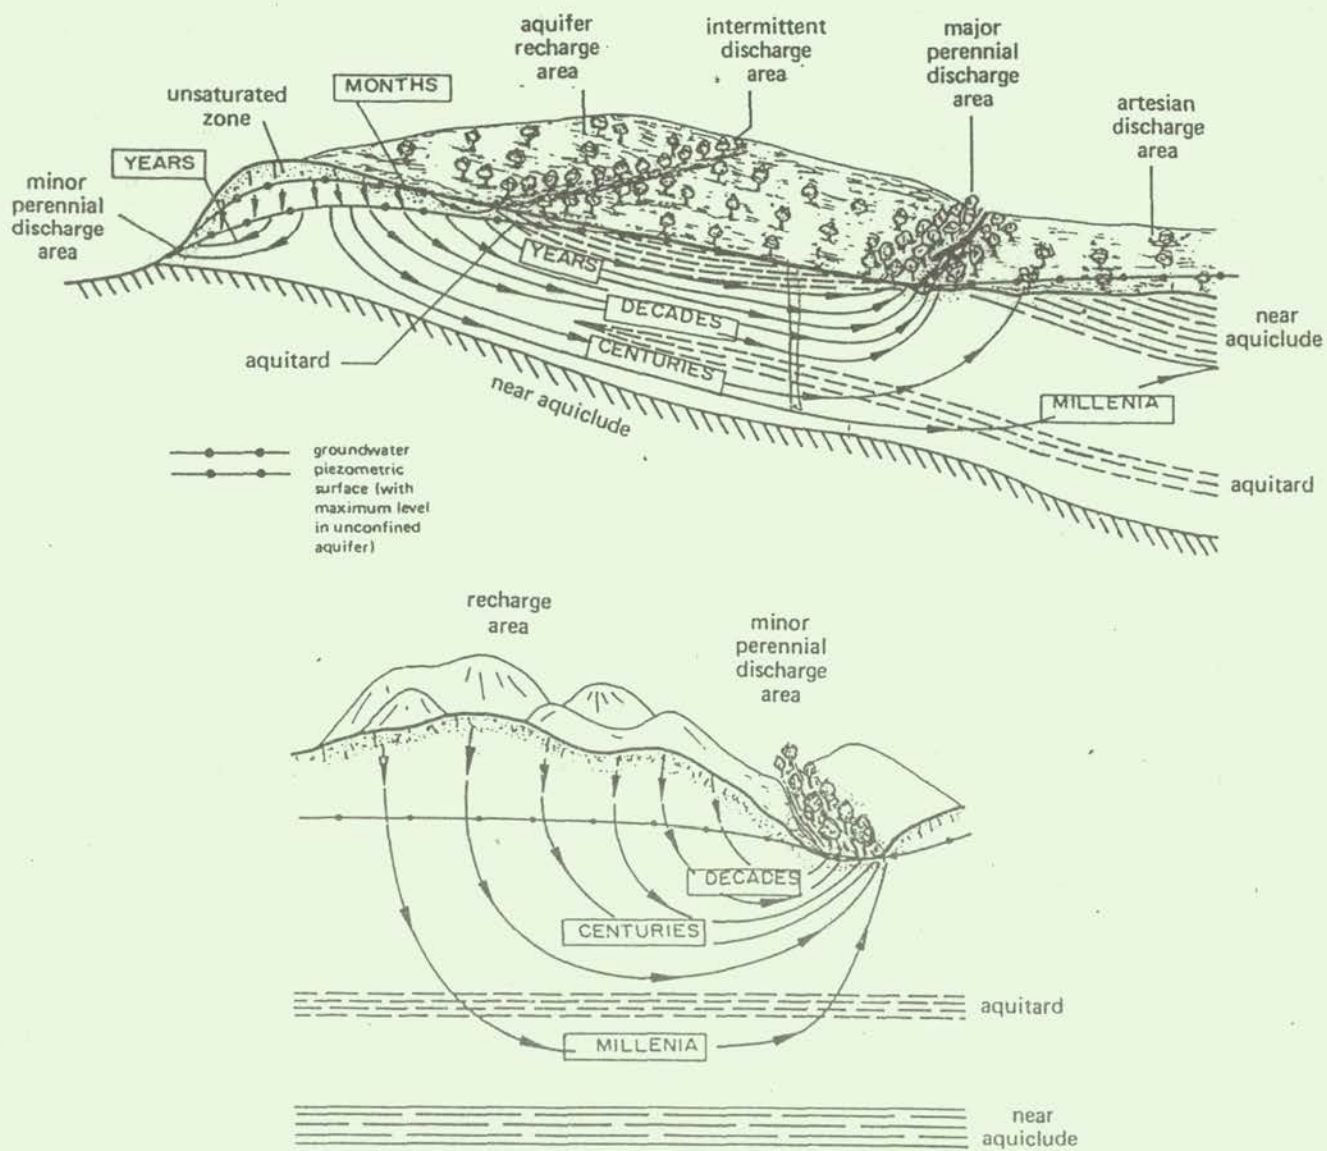 aquifer
recharge
area
intermittent
discharge
area
major
perennial
discharge
area
artesian
discharge
area
unsaturated
zone
MONTHS
YEARS
minor
perennial
discharge
area
YEARS
DECADES
CENTURIES
MILLENIA
aquitard
near aquiclude
near
aquiclude
aquitard
groundwater
piezometric
surface (with
maximum level
in unconfined
aquifer)
recharge
area
minor
perennial
discharge
area
DECADES
CENTURIES
aquitard
MILLENIA
near
aquiclude